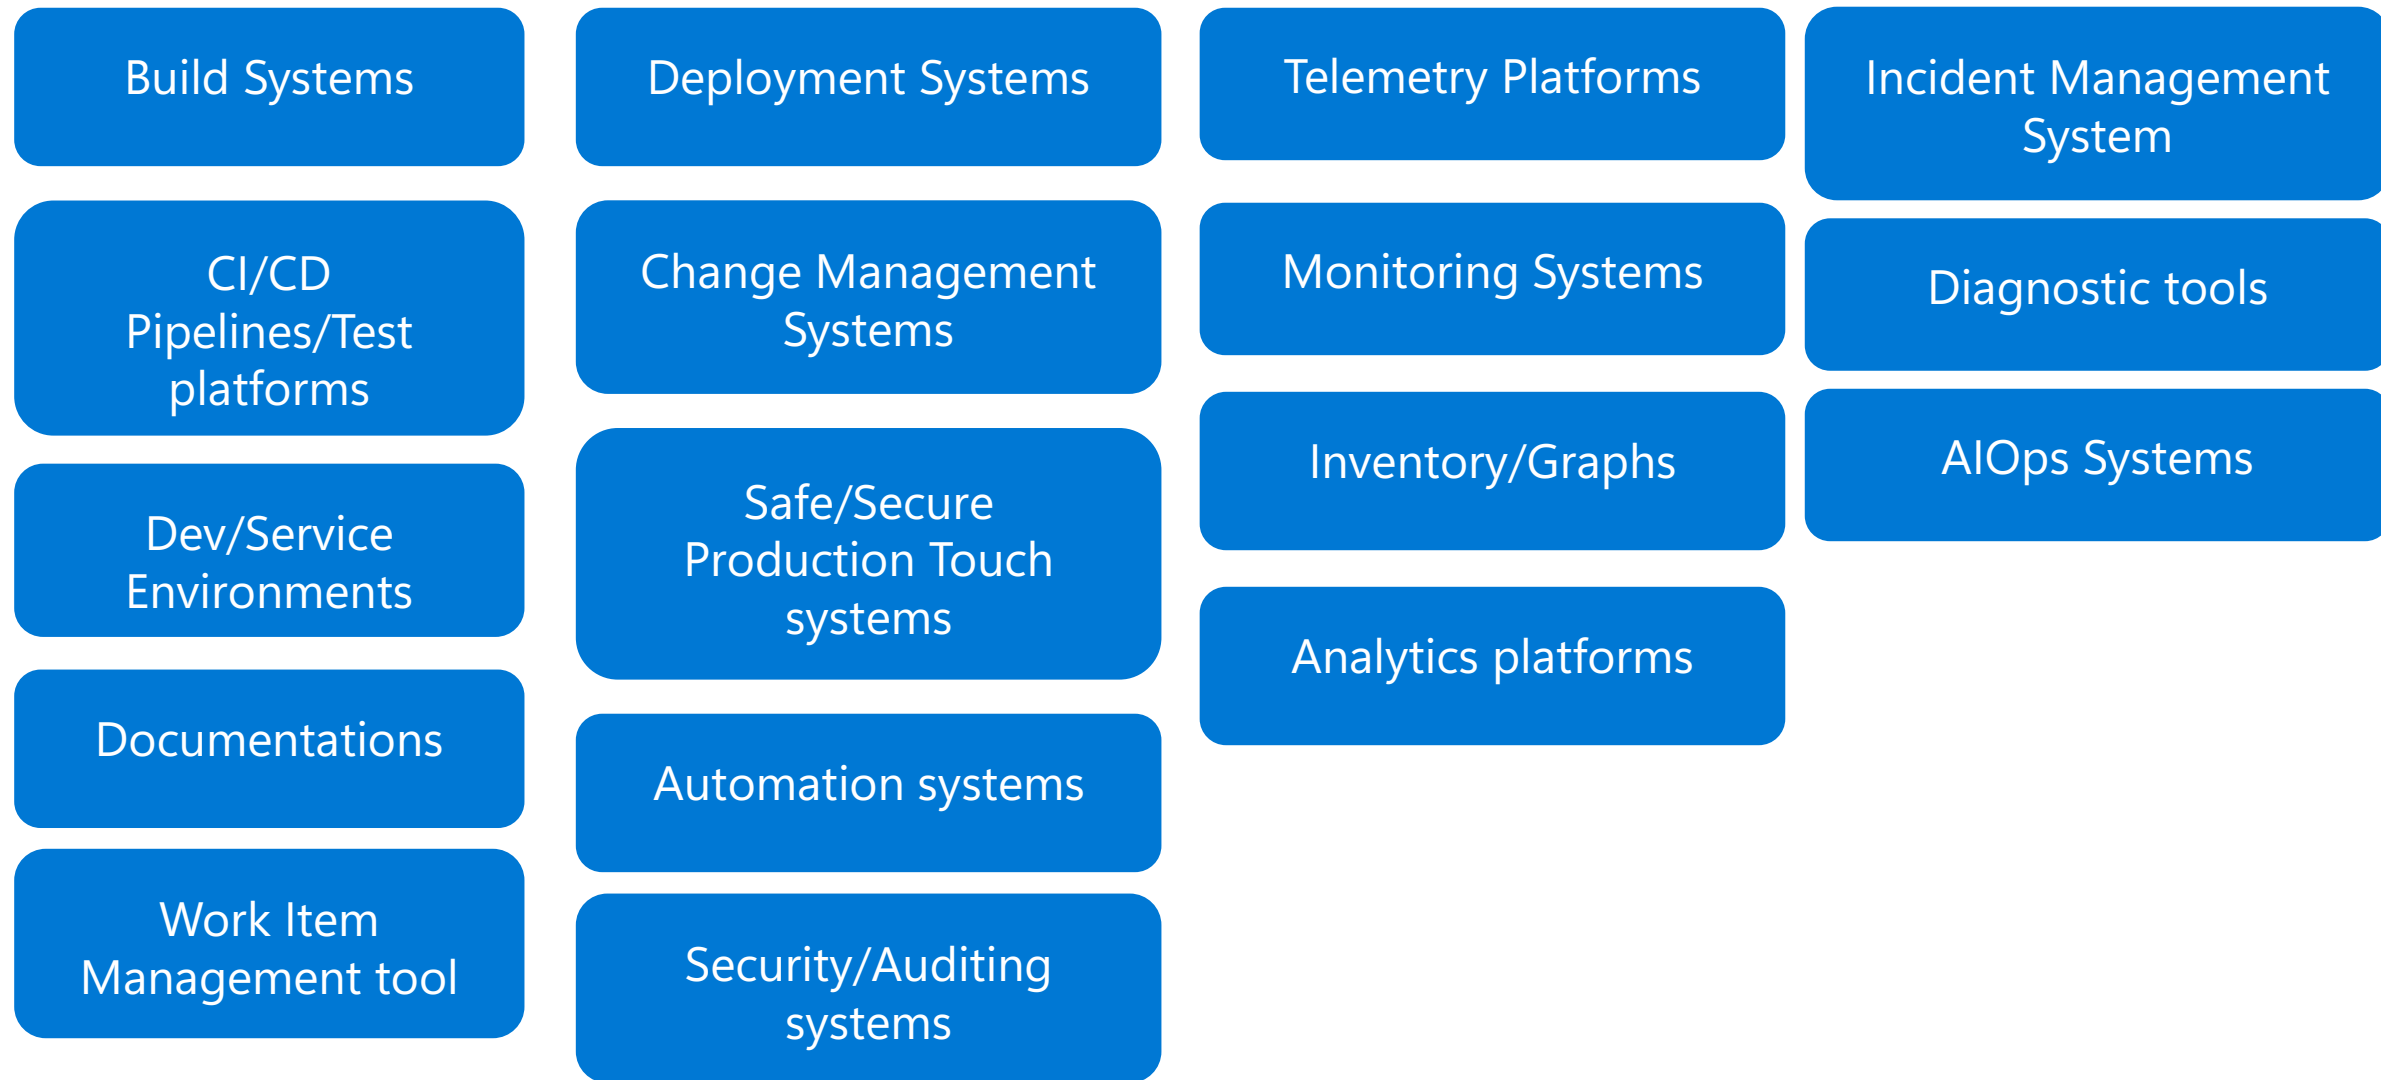 Build Systems
CI/CD
Pipelines/Test
platforms
Dev/Service
Environments
Documentations
Work Item
Management tool
Deployment Systems
Change Management
Systems
Safe/Secure
Production Touch
systems
Automation systems
Security/Auditing
systems
Telemetry Platforms
Monitoring Systems
Inventory/Graphs
Analytics platforms
Incident Management
System
Diagnostic tools
AIOps Systems